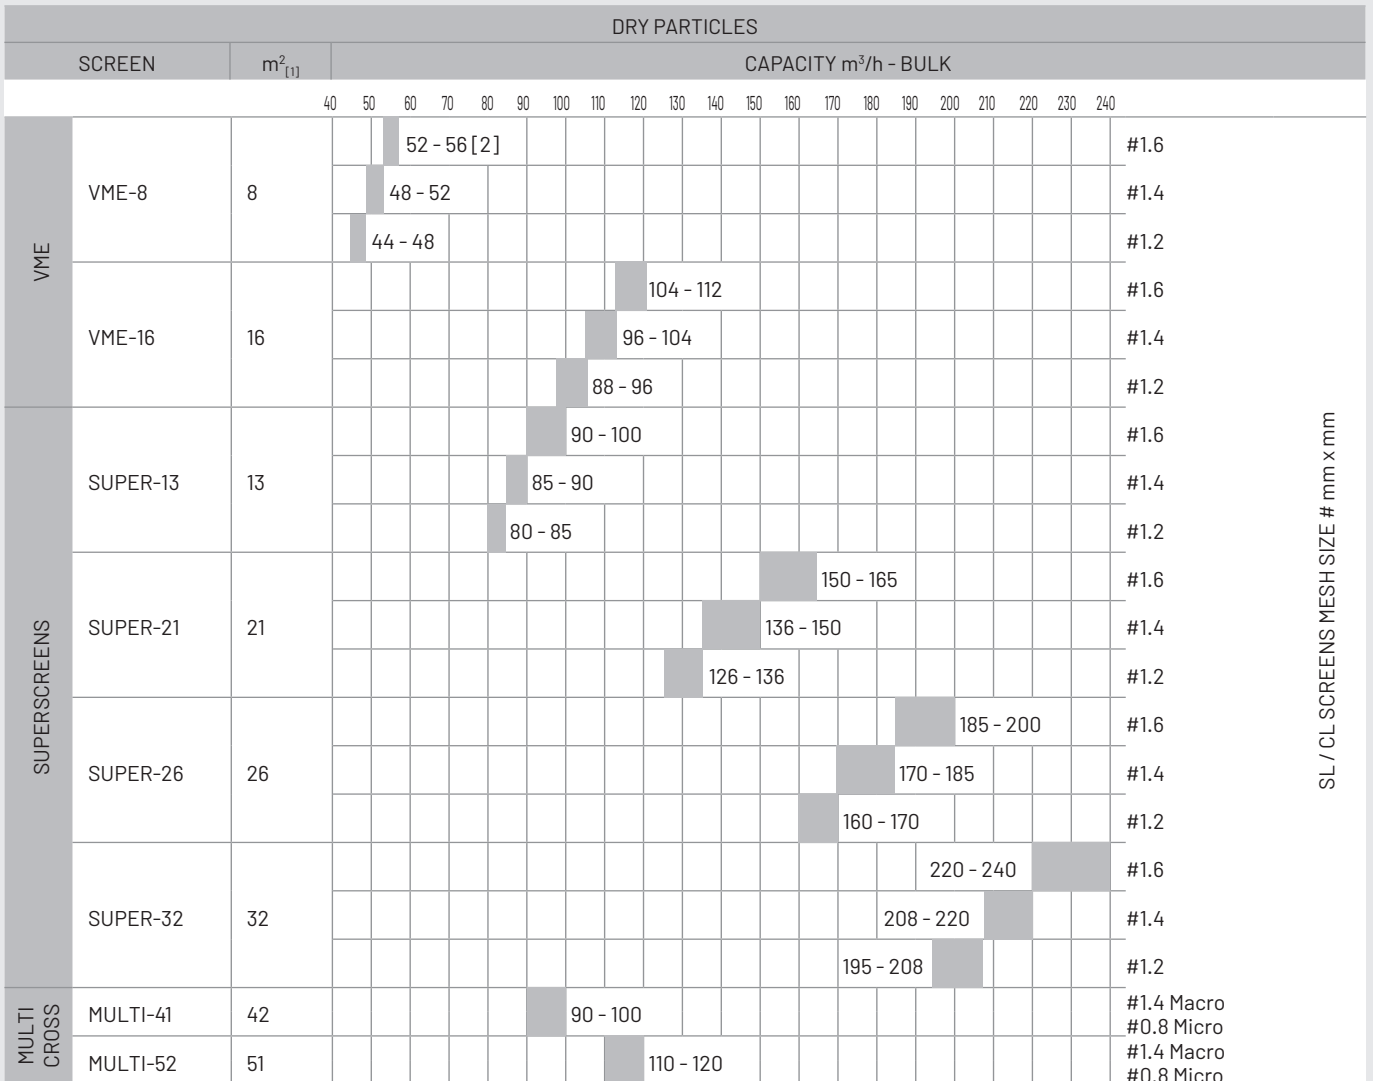 DRY PARTICLES
SCREEN m²[1] CAPACITY m³/h - BULK
40 50 60 70 80 90 100 110 120 130 140 150 160 170 180 190 200 210 220 230 240
VME
VME-8 8
52 - 56 [2] #1.6
48 - 52 #1.4
44 - 48 #1.2
VME-16 16
104 - 112 #1.6
96 - 104 #1.4
88 - 96 #1.2
SUPERSCREENS
SUPER-13 13
90 - 100 #1.6
85 - 90 #1.4
80 - 85 #1.2
SUPER-21 21
150 - 165 #1.6
136 - 150 #1.4
126 - 136 #1.2
SUPER-26 26
185 - 200 #1.6
170 - 185 #1.4
160 - 170 #1.2
SUPER-32 32
220 - 240 #1.6
208 - 220 #1.4
195 - 208 #1.2
MULTI
CROSS
MULTI-41 42 90 - 100 #1.4 Macro
#0.8 Micro
MULTI-52 51 110 - 120 #1.4 Macro
#0.8 Micro
SL / CL SCREENS MESH SIZE # mm x mm